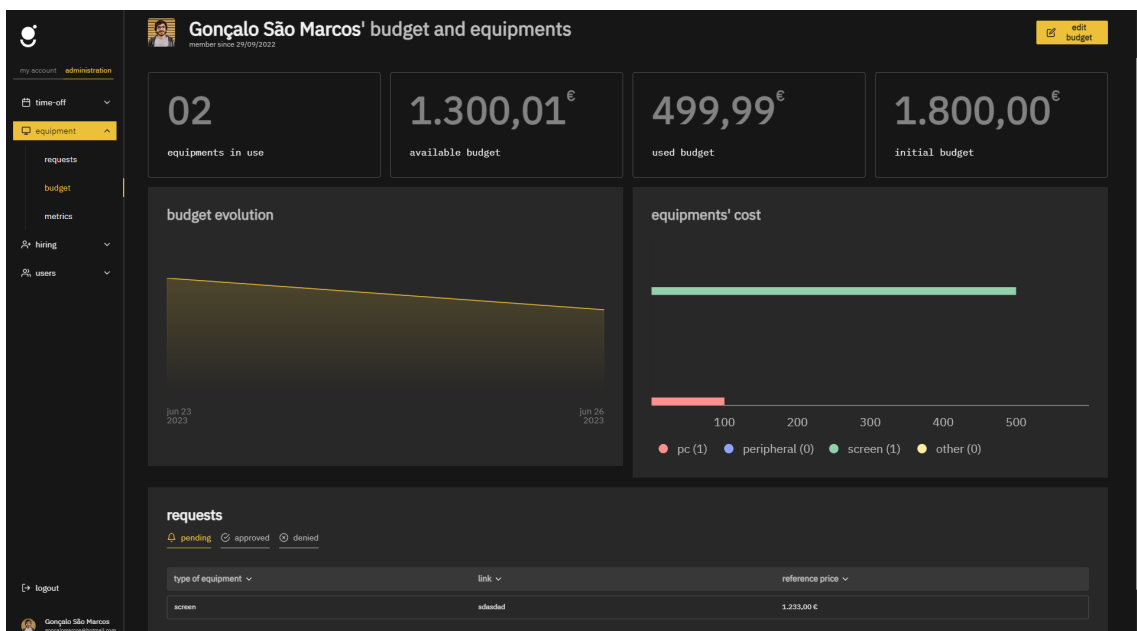 Gonçalo São Marcos' budget and equipments
member since 29/09/2022
edit
budget
my account administration
time-off
equipment
requests
budget
metrics
hiring
users
logout
Gonçalo São Marcos
02
equipments in use
1.300,01€
available budget
499,99€
used budget
1.800,00€
initial budget
budget evolution
jun 23
2023
jun 26
2023
equipments' cost
100 200 300 400 500
pc (1) peripheral (0) screen (1) other (0)
requests
pending approved denied
type of equipment link reference price
screen sdasdad 1.233,00 €